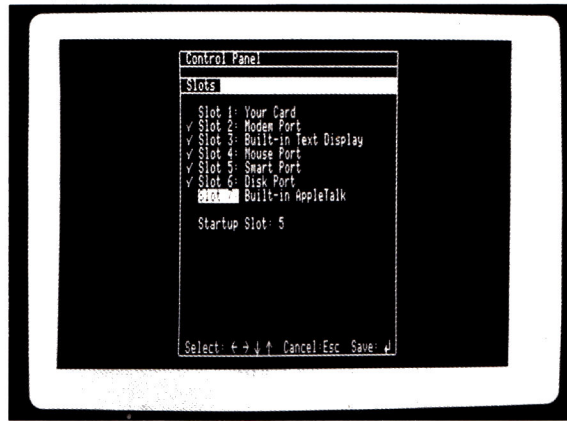 Control Panel
Slots
Slot 1: Your Card
√ Slot 2: Modem Port
√ Slot 3: Built-in Text Display
√ Slot 4: Mouse Port
√ Slot 5: Smart Port
√ Slot 6: Disk Port
Slot 7: Built-in AppleTalk
Startup Slot: 5
Select: ← → ↓ ↑ Cancel:Esc Save: ↵